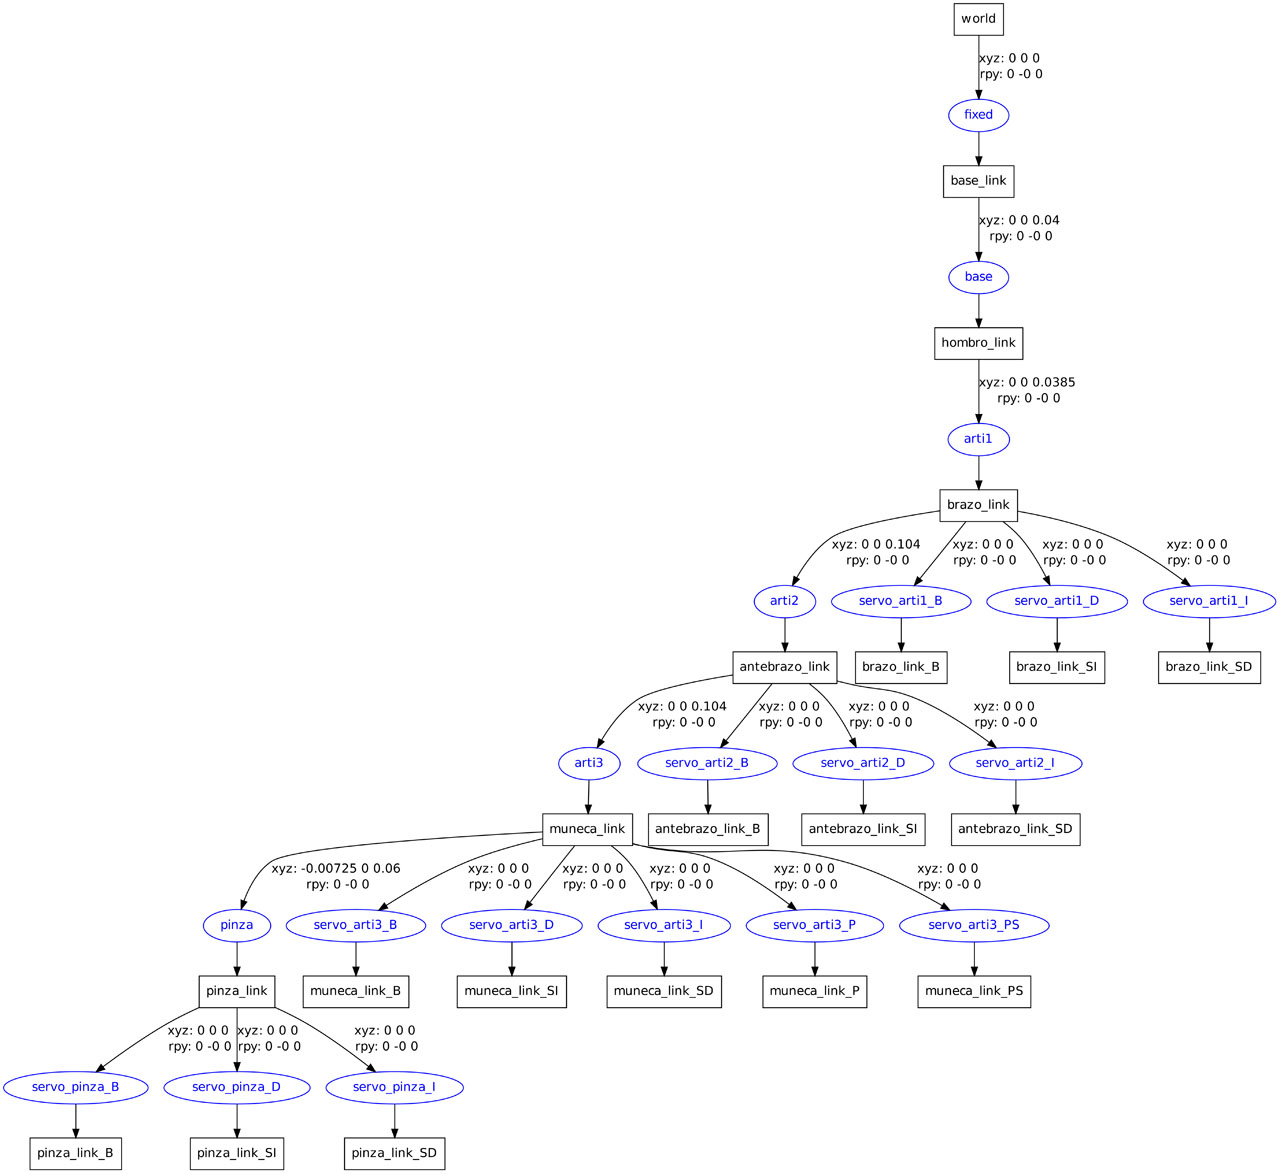 world
xyz: 0 0 0
rpy: 0 -0 0
fixed
base_link
xyz: 0 0 0.04
rpy: 0 -0 0
base
hombro_link
xyz: 0 0 0.0385
rpy: 0 -0 0
arti1
brazo_link
xyz: 0 0 0.104 xyz: 0 0 0 xyz: 0 0 0 xyz: 0 0 0
rpy: 0 -0 0 rpy: 0 -0 0 rpy: 0 -0 0 rpy: 0 -0 0
arti2 servo_arti1_B servo_arti1_D servo_arti1_I
antebrazo_link brazo_link_B brazo_link_SI brazo_link_SD
xyz: 0 0 0.104 xyz: 0 0 0 xyz: 0 0 0 xyz: 0 0 0
rpy: 0 -0 0 rpy: 0 -0 0 rpy: 0 -0 0 rpy: 0 -0 0
arti3 servo_arti2_B servo_arti2_D servo_arti2_I
muneca_link antebrazo_link_B antebrazo_link_SI antebrazo_link_SD
xyz: -0.00725 0 0.06 xyz: 0 0 0 xyz: 0 0 0 xyz: 0 0 0 xyz: 0 0 0 xyz: 0 0 0
rpy: 0 -0 0 rpy: 0 -0 0 rpy: 0 -0 0 rpy: 0 -0 0 rpy: 0 -0 0 rpy: 0 -0 0
pinza servo_arti3_B servo_arti3_D servo_arti3_I servo_arti3_P servo_arti3_PS
pinza_link muneca_link_B muneca_link_SI muneca_link_SD muneca_link_P muneca_link_PS
xyz: 0 0 0 xyz: 0 0 0 xyz: 0 0 0
rpy: 0 -0 0 rpy: 0 -0 0 rpy: 0 -0 0
servo_pinza_B servo_pinza_D servo_pinza_I
pinza_link_B pinza_link_SI pinza_link_SD